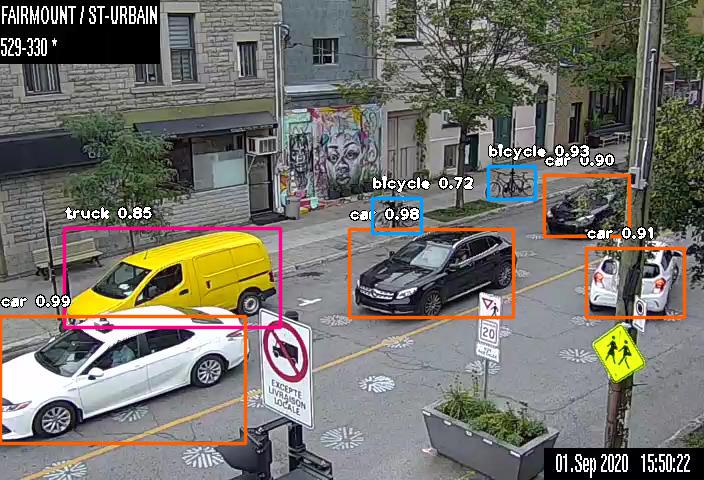 FAIRMOUNT / ST-URBAIN
529-330 *
bicycle 0.93
car 0.90
bicycle 0.72
car 0.98
truck 0.85
car 0.91
car 0.99
20
EXCEPTÉ
LIVRAISON
LOCALE
01.Sep 2020 15:50:22